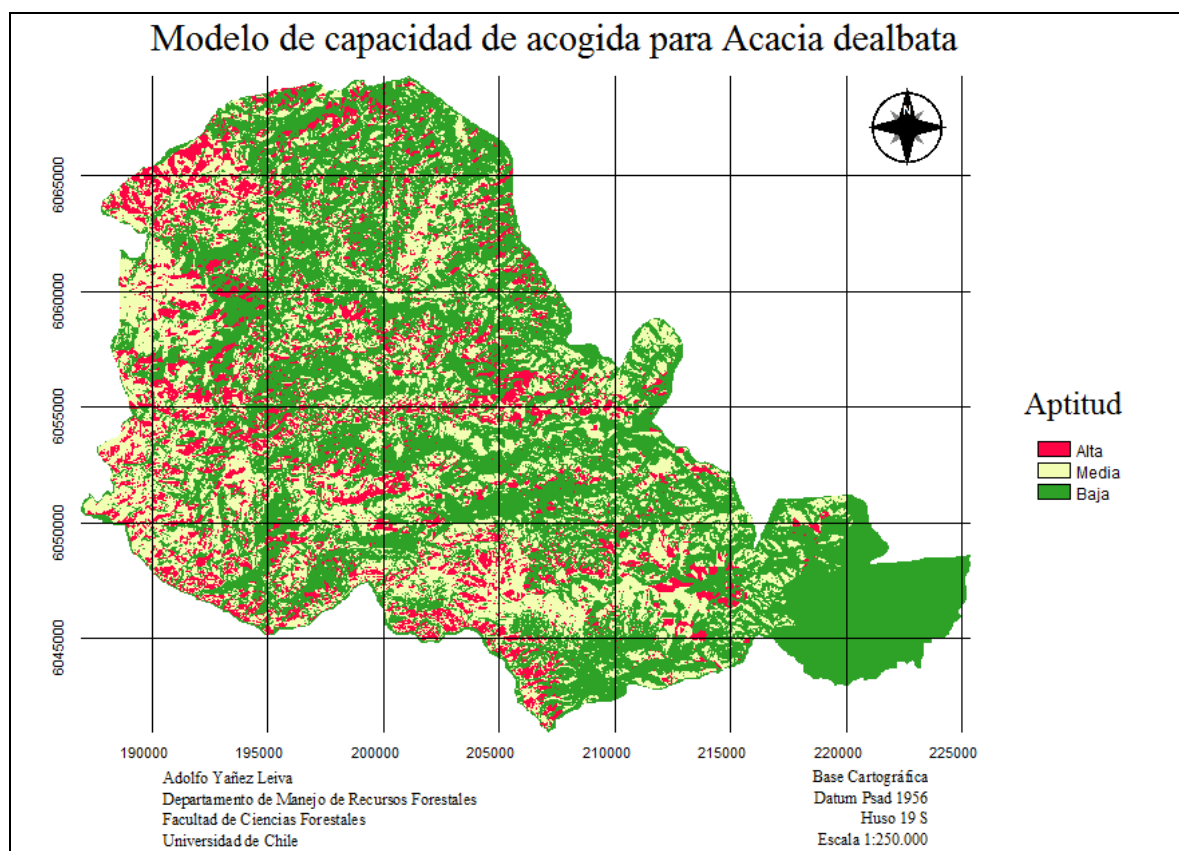 Modelo de capacidad de acogida para Acacia dealbata
N
6065000
6060000
6055000
6050000
6045000
Aptitud
Alta
Media
Baja
190000 195000 200000 205000 210000 215000 220000 225000
Adolfo Yañez Leiva
Departamento de Manejo de Recursos Forestales
Facultad de Ciencias Forestales
Universidad de Chile
Base Cartográfica
Datum Psad 1956
Huso 19 S
Escala 1:250.000